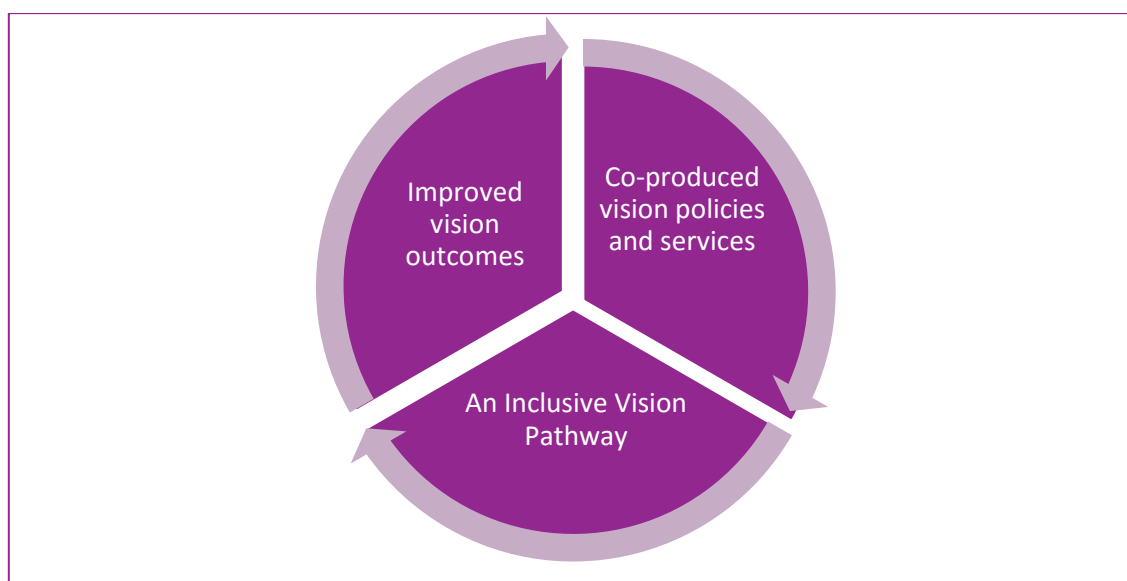 Improved
vision
outcomes
Co-produced
vision policies
and services
An Inclusive Vision
Pathway